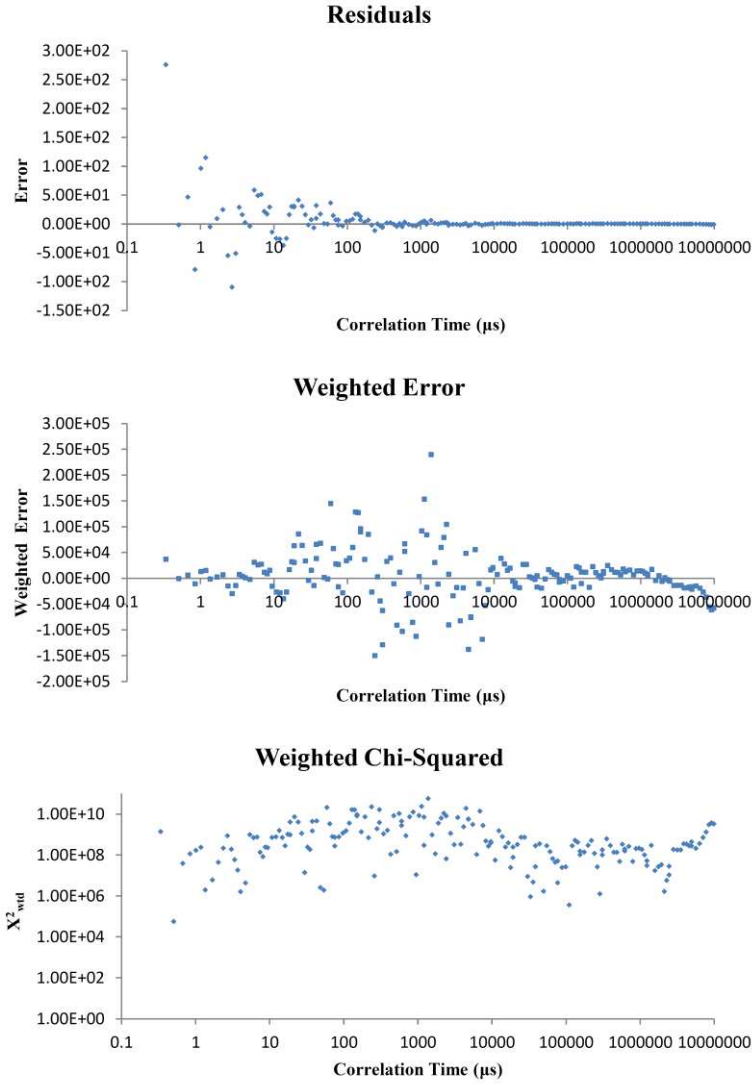 Residuals
3.00E+02
2.50E+02
2.00E+02
1.50E+02
1.00E+02
5.00E+01
0.00E+00
-5.00E+01
-1.00E+02
-1.50E+02
Error
0.1 1 10 100 1000 10000 100000 1000000 10000000
Correlation Time (µs)
Weighted Error
3.00E+05
2.50E+05
2.00E+05
1.50E+05
1.00E+05
5.00E+04
0.00E+00
-5.00E+04
-1.00E+05
-1.50E+05
-2.00E+05
Weighted Error
0.1 1 10 100 1000 10000 100000 1000000 10000000
Correlation Time (µs)
Weighted Chi-Squared
1.00E+10
1.00E+08
1.00E+06
1.00E+04
1.00E+02
1.00E+00
X²wtd
0.1 1 10 100 1000 10000 100000 1000000 10000000
Correlation Time (µs)